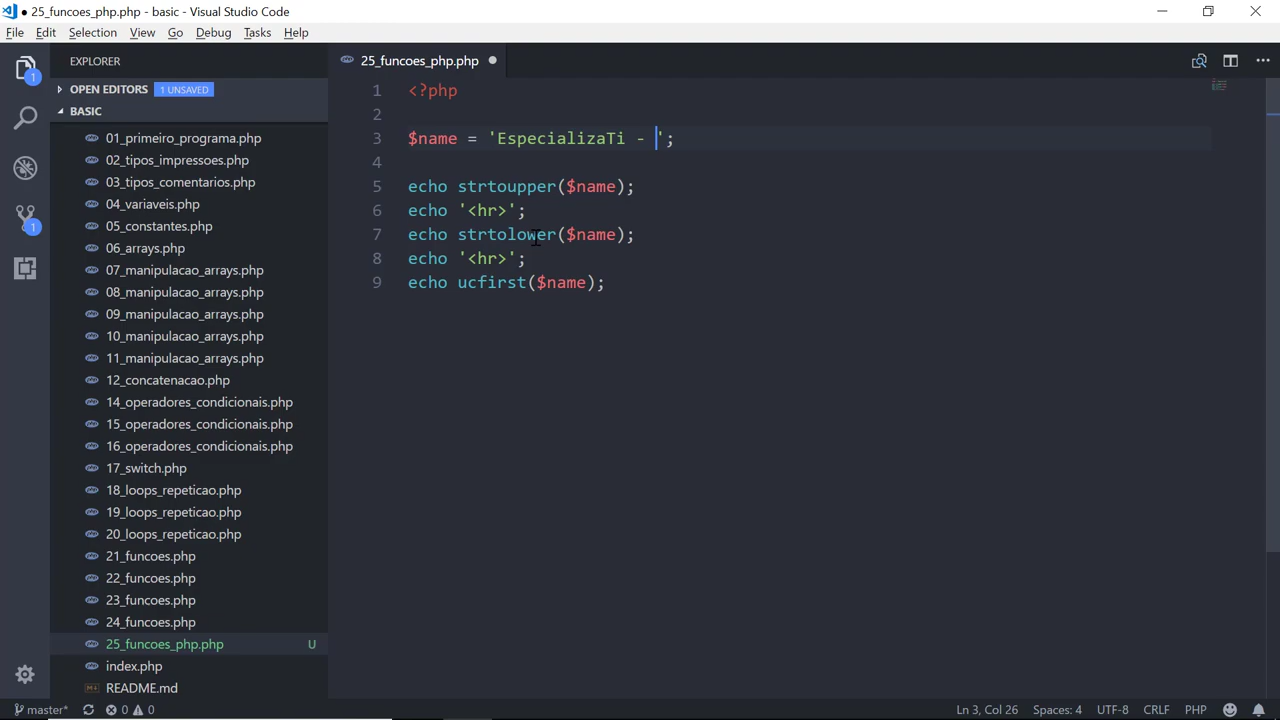 ● 25_funcoes_php.php - basic - Visual Studio Code
File Edit Selection View Go Debug Tasks Help
EXPLORER
25_funcoes_php.php
OPEN EDITORS 1 UNSAVED
BASIC
01_primeiro_programa.php
02_tipos_impressoes.php
03_tipos_comentarios.php
04_variaveis.php
05_constantes.php
06_arrays.php
07_manipulacao_arrays.php
08_manipulacao_arrays.php
09_manipulacao_arrays.php
10_manipulacao_arrays.php
11_manipulacao_arrays.php
12_concatenacao.php
14_operadores_condicionais.php
15_operadores_condicionais.php
16_operadores_condicionais.php
17_switch.php
18_loops_repeticao.php
19_loops_repeticao.php
20_loops_repeticao.php
21_funcoes.php
22_funcoes.php
23_funcoes.php
24_funcoes.php
25_funcoes_php.php U
index.php
README.md
1
1
1 <?php
2
3 $name = 'EspecializaTi - ';
4
5 echo strtoupper($name);
6 echo '<hr>';
7 echo strtolower($name);
8 echo '<hr>';
9 echo ucfirst($name);
master* 0 0 Ln 3, Col 26 Spaces: 4 UTF-8 CRLF PHP